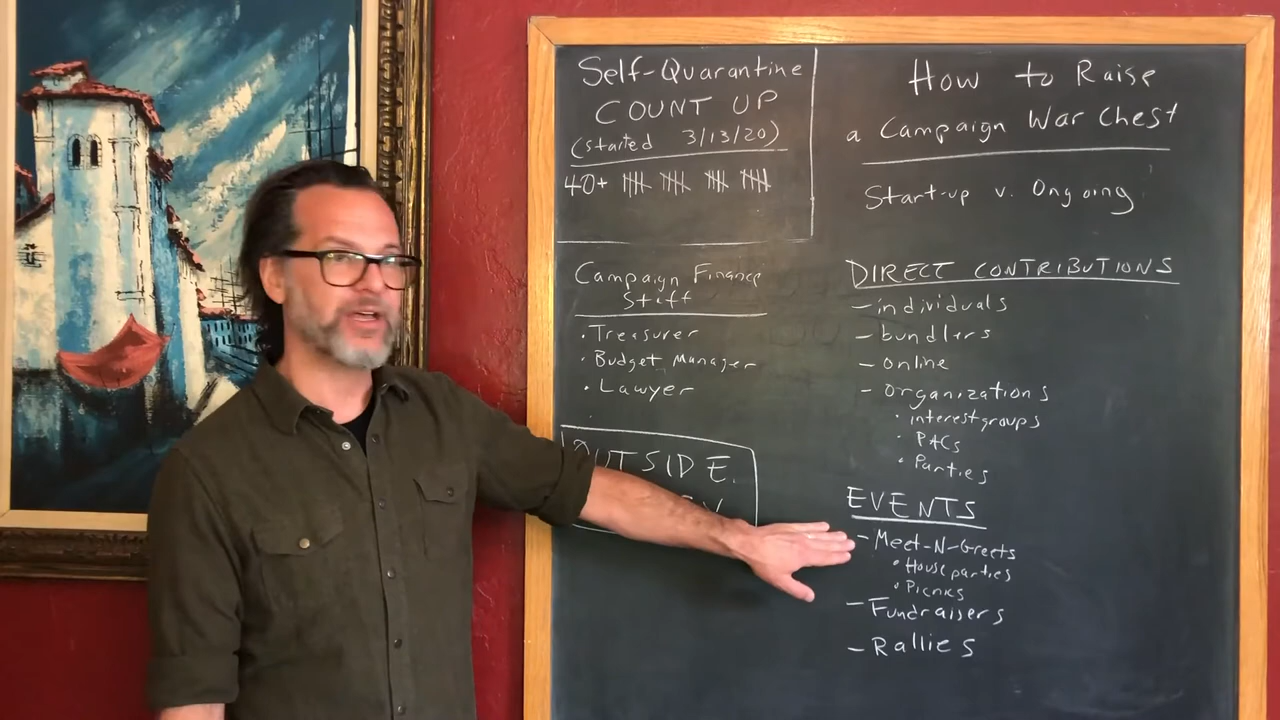 Self-Quarantine
COUNT UP
(started 3/13/20)
40+
Campaign Finance
Staff
• Treasurer
• Budget Manager
• Lawyer
OUTSIDE
How to Raise
a Campaign War Chest
Start-up v. Ongoing
DIRECT CONTRIBUTIONS
- individuals
- bundlers
- online
- organizations
• interest groups
• PACs
• Parties
EVENTS
- Meet-N-Greets
• House parties
• Picnics
- Fundraisers
- Rallies